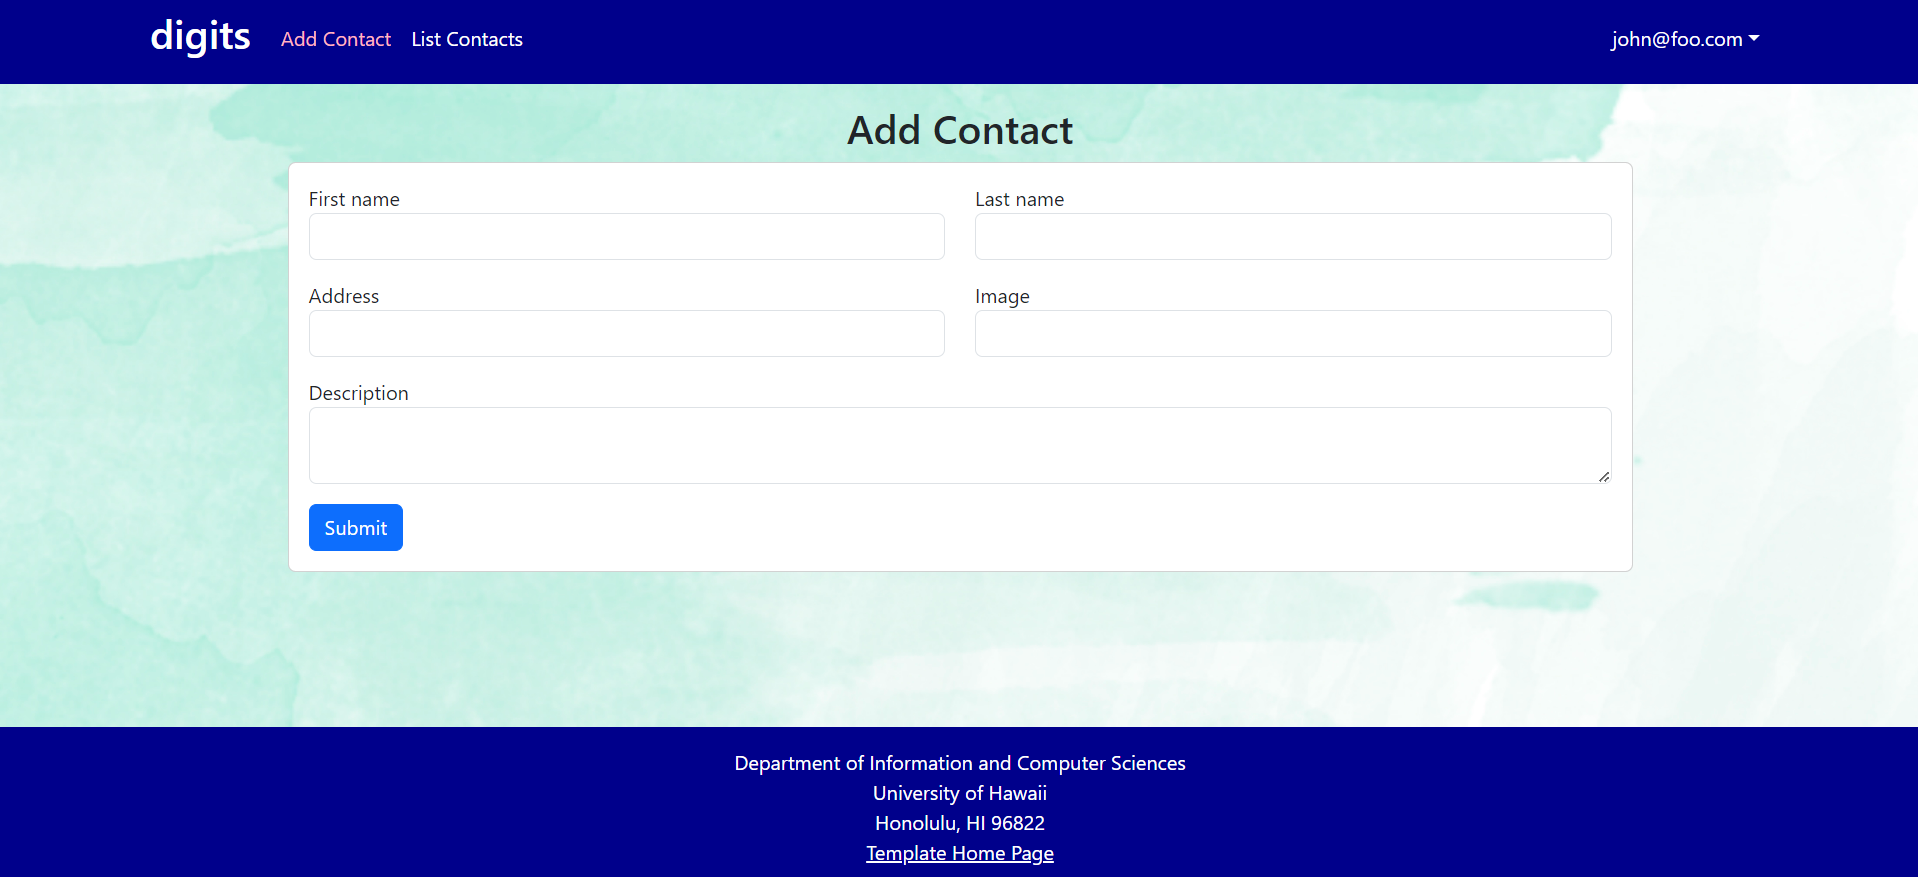 digits Add Contact List Contacts john@foo.com
Add Contact
First name Last name
Address Image
Description
Submit
Department of Information and Computer Sciences
University of Hawaii
Honolulu, HI 96822
Template Home Page